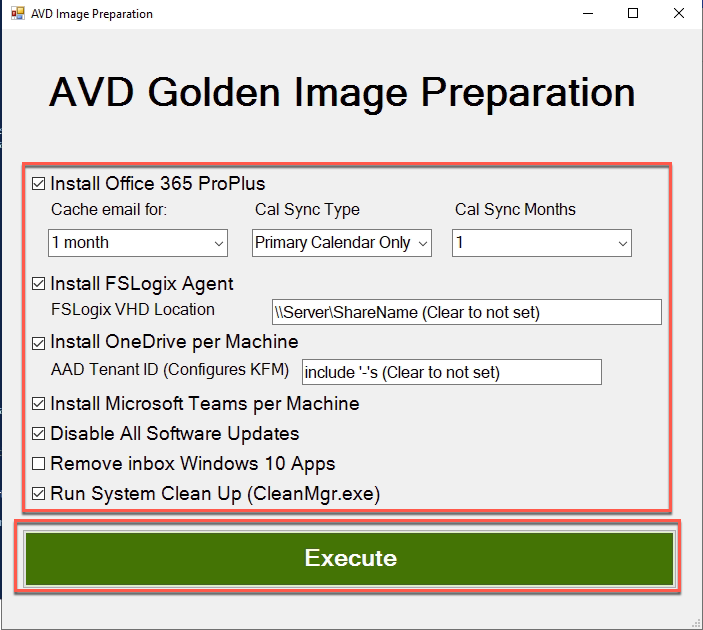 AVD Image Preparation
AVD Golden Image Preparation
Install Office 365 ProPlus
Cache email for: Cal Sync Type Cal Sync Months
1 month Primary Calendar Only 1
Install FSLogix Agent
FSLogix VHD Location \\Server\ShareName (Clear to not set)
Install OneDrive per Machine
AAD Tenant ID (Configures KFM) include '-'s (Clear to not set)
Install Microsoft Teams per Machine
Disable All Software Updates
Remove inbox Windows 10 Apps
Run System Clean Up (CleanMgr.exe)
Execute